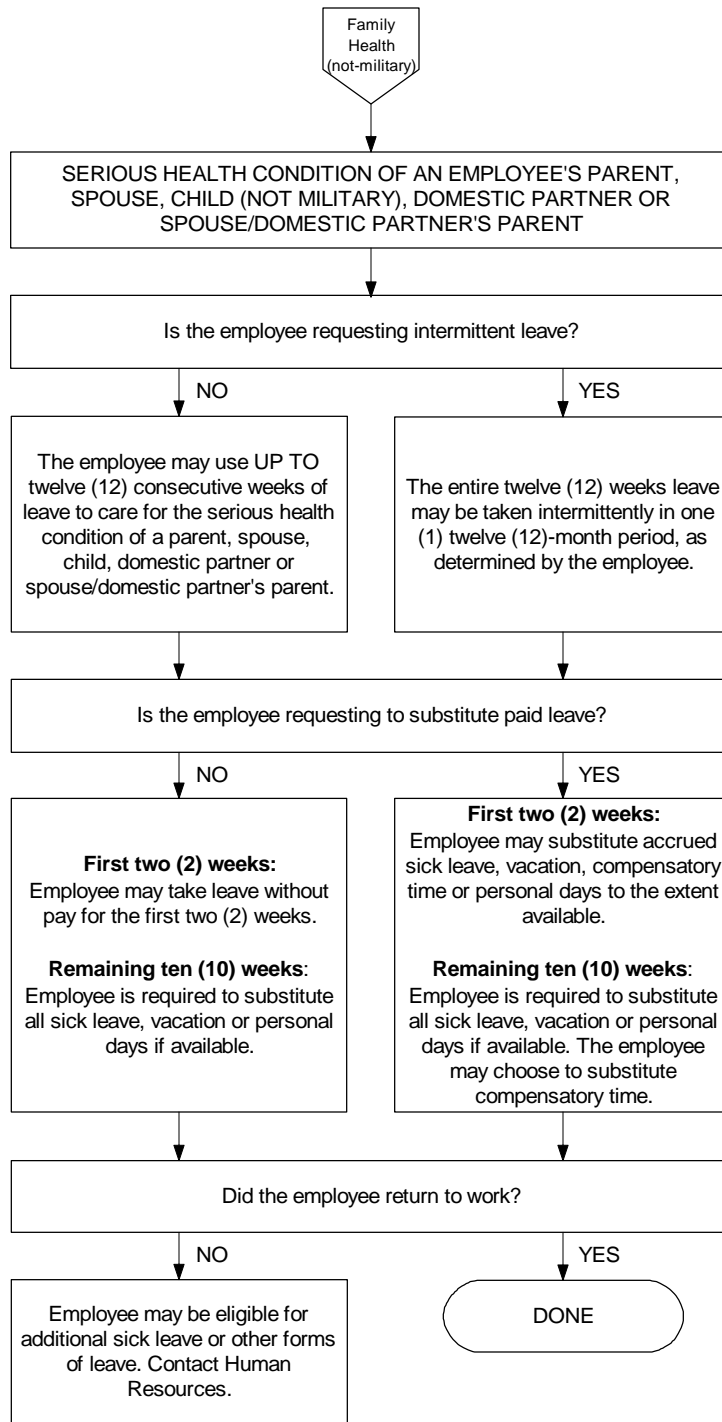 Family
Health
(not-military)
SERIOUS HEALTH CONDITION OF AN EMPLOYEE'S PARENT,
SPOUSE, CHILD (NOT MILITARY), DOMESTIC PARTNER OR
SPOUSE/DOMESTIC PARTNER'S PARENT
Is the employee requesting intermittent leave?
NO
YES
The employee may use UP TO
twelve (12) consecutive weeks of
leave to care for the serious health
condition of a parent, spouse,
child, domestic partner or
spouse/domestic partner's parent.
The entire twelve (12) weeks leave
may be taken intermittently in one
(1) twelve (12)-month period, as
determined by the employee.
Is the employee requesting to substitute paid leave?
NO
YES
First two (2) weeks:
Employee may take leave without
pay for the first two (2) weeks.
Remaining ten (10) weeks:
Employee is required to substitute
all sick leave, vacation or personal
days if available.
First two (2) weeks:
Employee may substitute accrued
sick leave, vacation, compensatory
time or personal days to the extent
available.
Remaining ten (10) weeks:
Employee is required to substitute
all sick leave, vacation or personal
days if available. The employee
may choose to substitute
compensatory time.
Did the employee return to work?
NO
YES
Employee may be eligible for
additional sick leave or other forms
of leave. Contact Human
Resources.
DONE